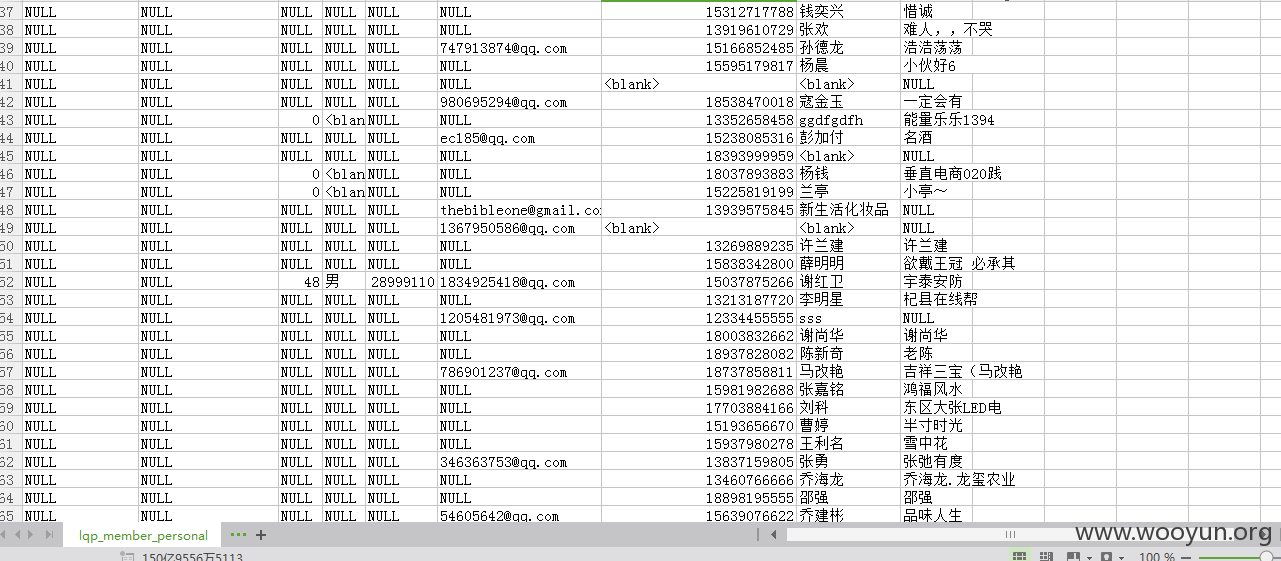 37 NULL NULL NULL NULL NULL NULL 15312717788 钱奕兴 惜诚
38 NULL NULL NULL NULL NULL NULL 13919610729 张欢 难人，，不哭
39 NULL NULL NULL NULL NULL 747913874@qq.com 15166852485 孙德龙 浩浩荡荡
40 NULL NULL NULL NULL NULL NULL 15595179817 杨晨 小伙好6
41 NULL NULL NULL NULL NULL NULL <blank> <blank> NULL
42 NULL NULL NULL NULL NULL 980695294@qq.com 18538470018 寇金玉 一定会有
43 NULL NULL 0 <blan NULL NULL 13352658458 ggdfgdfh 能量乐乐1394
44 NULL NULL NULL NULL NULL ec185@qq.com 15238085316 彭加付 名酒
45 NULL NULL NULL NULL NULL NULL 18393999959 <blank> NULL
46 NULL NULL 0 <blan NULL NULL 18037893883 杨钱 垂直电商020践
47 NULL NULL 0 <blan NULL NULL 15225819199 兰亭 小亭～
48 NULL NULL NULL NULL NULL thebibleone@gmail.co 13939575845 新生活化妆品 NULL
49 NULL NULL NULL NULL NULL 1367950586@qq.com <blank> <blank> NULL
50 NULL NULL NULL NULL NULL NULL 13269889235 许兰建 许兰建
51 NULL NULL NULL NULL NULL NULL 15838342800 薛明明 欲戴王冠 必承其
52 NULL NULL 48 男 28999110 1834925418@qq.com 15037875266 谢红卫 宇泰安防
53 NULL NULL NULL NULL NULL NULL 13213187720 李明星 杞县在线帮
54 NULL NULL NULL NULL NULL 1205481973@qq.com 12334455555 sss NULL
55 NULL NULL NULL NULL NULL NULL 18003832662 谢尚华 谢尚华
56 NULL NULL NULL NULL NULL NULL 18937828082 陈新奇 老陈
57 NULL NULL NULL NULL NULL 786901237@qq.com 18737858811 马改艳 吉祥三宝（马改艳
58 NULL NULL NULL NULL NULL NULL 15981982688 张嘉铭 鸿福风水
59 NULL NULL NULL NULL NULL NULL 17703884166 刘科 东区大张LED电
60 NULL NULL NULL NULL NULL NULL 15193656670 曹婷 半寸时光
61 NULL NULL NULL NULL NULL NULL 15937980278 王利名 雪中花
62 NULL NULL NULL NULL NULL 346363753@qq.com 13837159805 张勇 张弛有度
63 NULL NULL NULL NULL NULL NULL 13460766666 乔海龙 乔海龙.龙玺农业
64 NULL NULL NULL NULL NULL NULL 18898195555 邵强 邵强
65 NULL NULL NULL NULL NULL 54605642@qq.com 15639076622 乔建彬 品味人生
lqp_member_personal ··· +
www.wooyun.org
150亿9556万5113
100 %